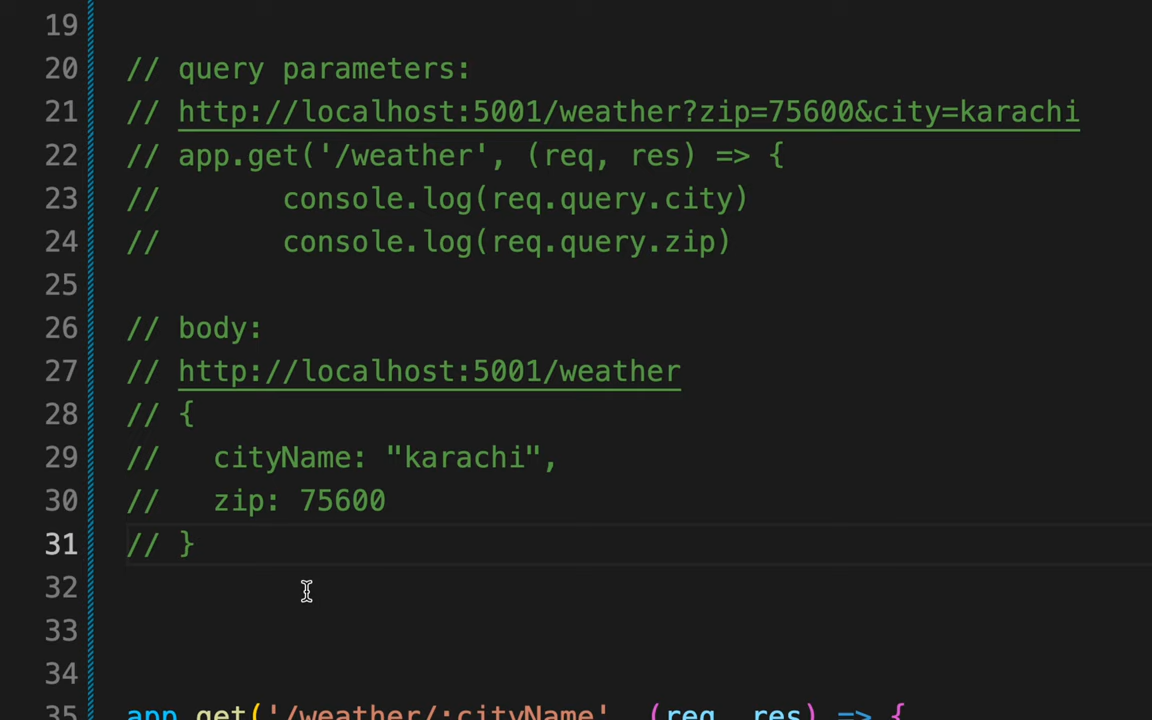 19
20 // query parameters:
21 // http://localhost:5001/weather?zip=75600&city=karachi
22 // app.get('/weather', (req, res) => {
23 //       console.log(req.query.city)
24 //       console.log(req.query.zip)
25
26 // body:
27 // http://localhost:5001/weather
28 // {
29 //   cityName: "karachi",
30 //   zip: 75600
31 // }
32
33
34
35 app.get('/weather/:cityName', (req, res) => {